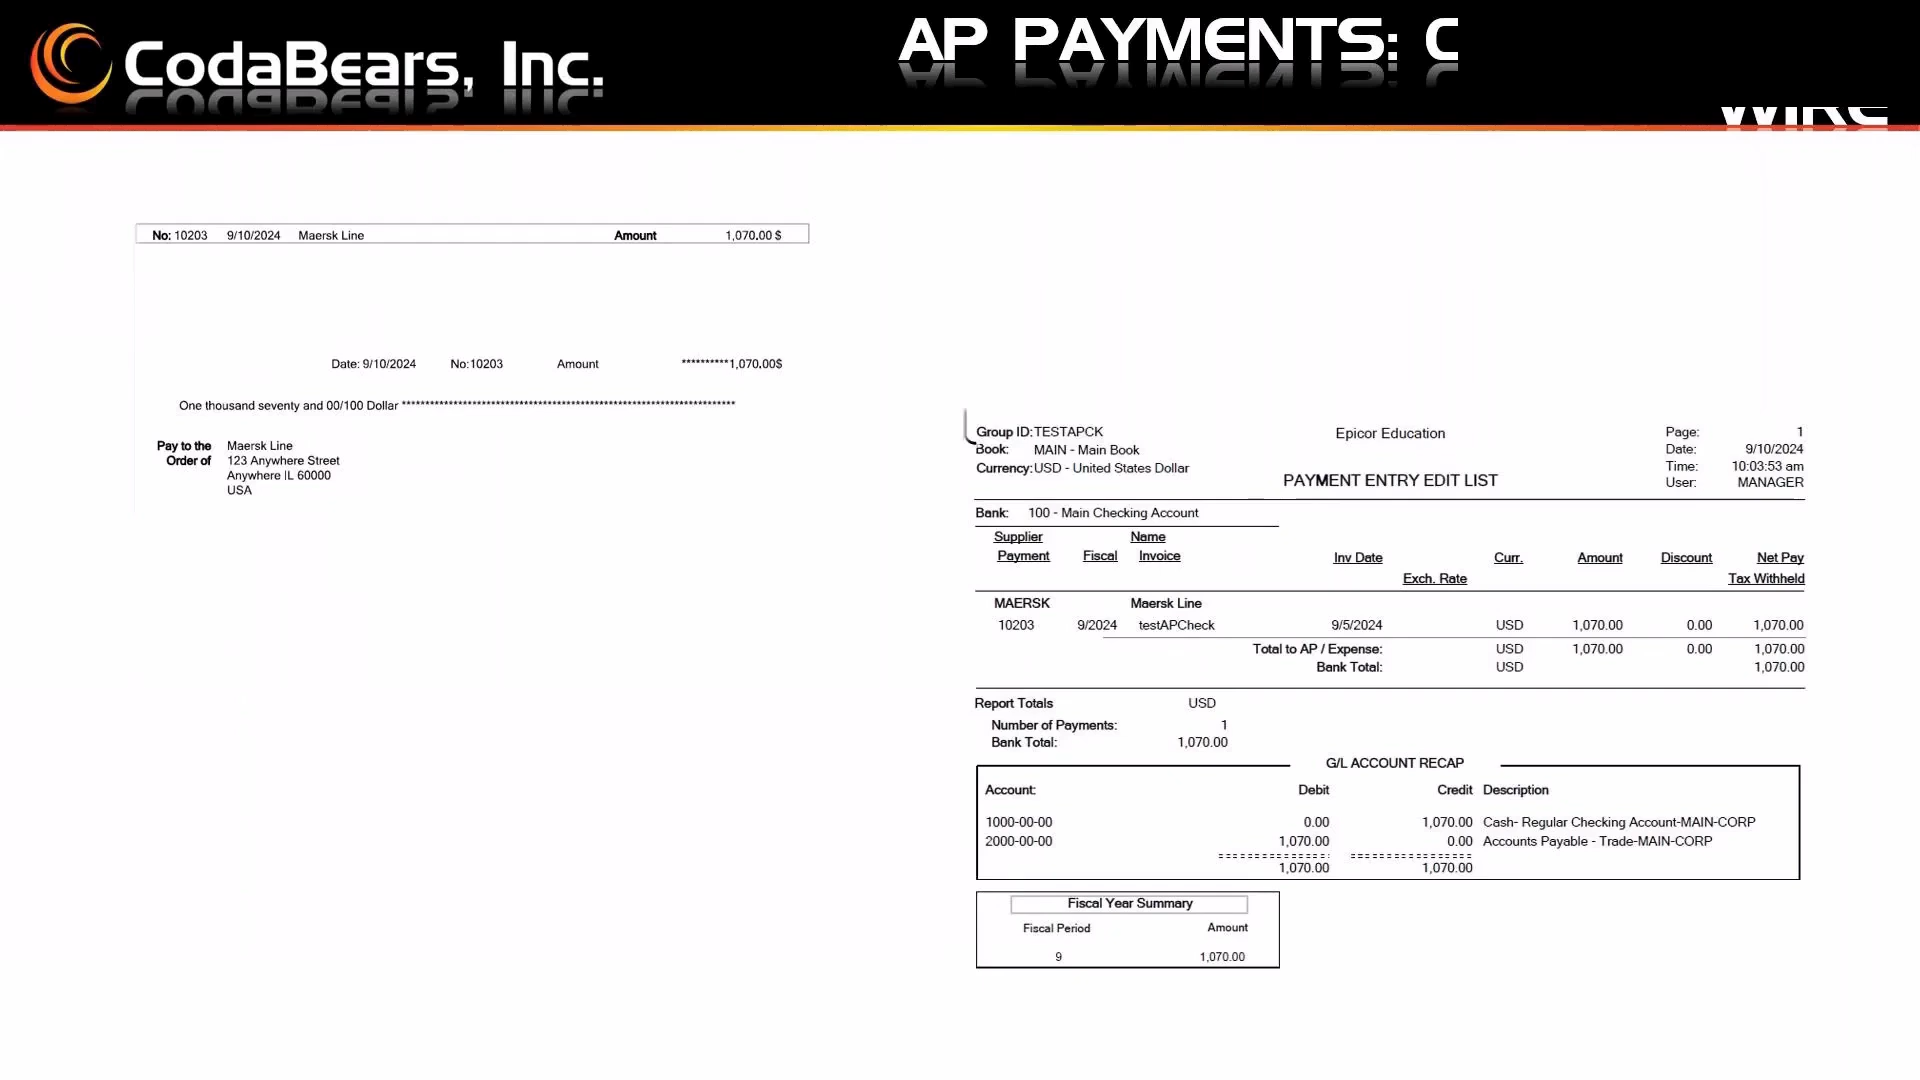 CodaBears, Inc.
AP PAYMENTS: C
WIRE
No: 10203 9/10/2024 Maersk Line Amount 1,070.00 $
Date: 9/10/2024 No:10203 Amount **********1,070.00$
One thousand seventy and 00/100 Dollar ***********************************************************************
Pay to the Maersk Line
Order of 123 Anywhere Street
Anywhere IL 60000
USA
Group ID: TESTAPCK Epicor Education Page: 1
Book: MAIN - Main Book Date: 9/10/2024
Currency: USD - United States Dollar Time: 10:03:53 am
PAYMENT ENTRY EDIT LIST User: MANAGER
Bank: 100 - Main Checking Account
Supplier Name
Payment Fiscal Invoice Inv Date Curr. Amount Discount Net Pay
Exch. Rate Tax Withheld
MAERSK Maersk Line
10203 9/2024 testAPCheck 9/5/2024 USD 1,070.00 0.00 1,070.00
Total to AP / Expense: USD 1,070.00 0.00 1,070.00
Bank Total: USD 1,070.00
Report Totals USD
Number of Payments: 1
Bank Total: 1,070.00
G/L ACCOUNT RECAP
Account: Debit Credit Description
1000-00-00 0.00 1,070.00 Cash- Regular Checking Account-MAIN-CORP
2000-00-00 1,070.00 0.00 Accounts Payable - Trade-MAIN-CORP
1,070.00 1,070.00
Fiscal Year Summary
Fiscal Period Amount
9 1,070.00